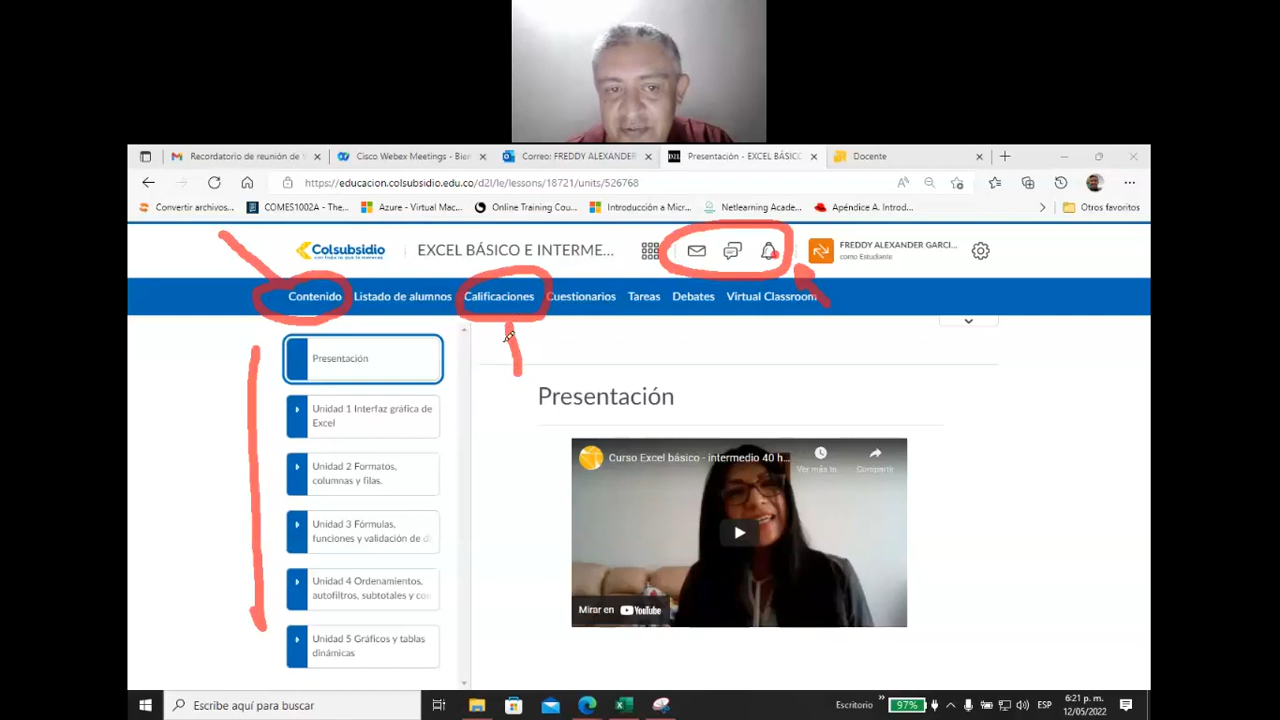 Recordatorio de reunión de
Cisco Webex Meetings - Bien
Correo: FREDDY ALEXANDER
D2L
Presentación - EXCEL BÁSICO
Docente
https://educacion.colsubsidio.edu.co/d2l/le/lessons/18721/units/526768
Convertir archivos...
COMES1002A - The...
Azure - Virtual Mac...
Online Training Cou...
Introducción a Micr...
Netlearning Acade...
Apéndice A. Introd...
Otros favoritos
Colsubsidio
EXCEL BÁSICO E INTERME...
FREDDY ALEXANDER GARCI...
como Estudiante
Contenido
Listado de alumnos
Calificaciones
Cuestionarios
Tareas
Debates
Virtual Classroom
Presentación
Unidad 1 Interfaz gráfica de
Excel
Unidad 2 Formatos,
columnas y filas.
Unidad 3 Fórmulas,
funciones y validación de d
Unidad 4 Ordenamientos,
autofiltros, subtotales y co
Unidad 5 Gráficos y tablas
dinámicas
Presentación
Curso Excel básico - intermedio 40 h...
Ver más ta...
Compartir
Mirar en YouTube
Escribe aquí para buscar
Escritorio
97%
ESP
6:21 p. m.
12/05/2022